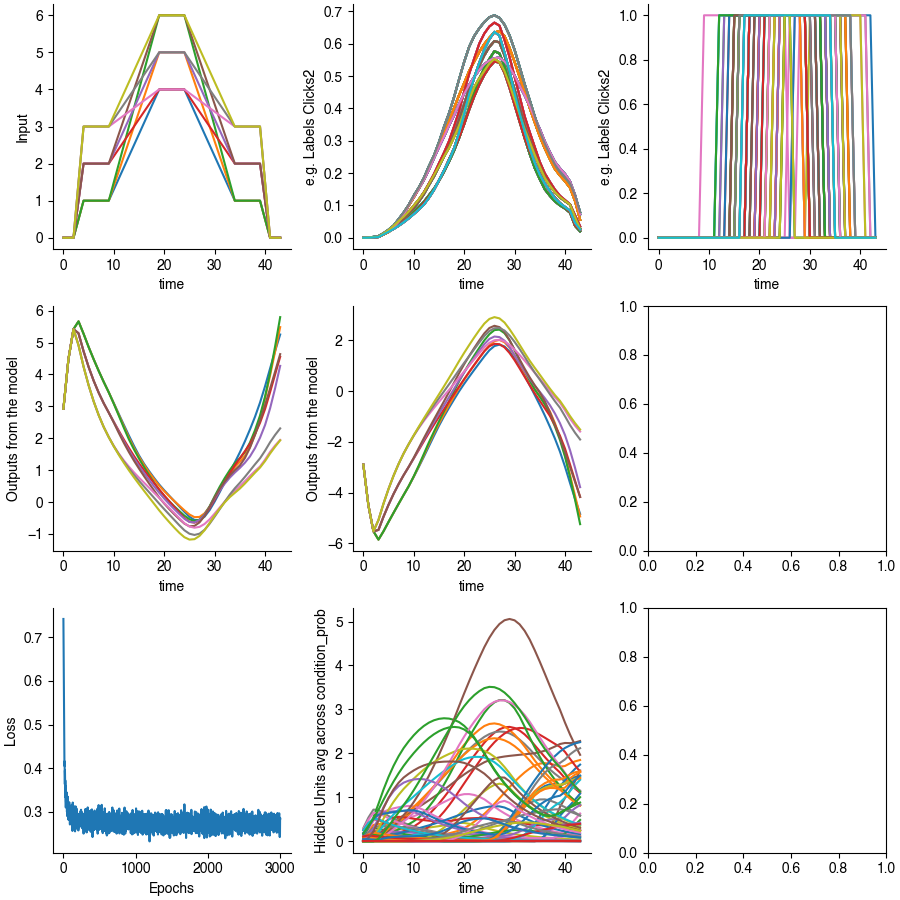 6
5
4
3
2
1
0
Input
0 10 20 30 40
time
0.7
0.6
0.5
0.4
0.3
0.2
0.1
0.0
e.g. Labels Clicks2
0 10 20 30 40
time
1.0
0.8
0.6
0.4
0.2
0.0
e.g. Labels Clicks2
0 10 20 30 40
time
6
5
4
3
2
1
0
−1
Outputs from the model
0 10 20 30 40
time
2
0
−2
−4
−6
Outputs from the model
0 10 20 30 40
time
1.0
0.8
0.6
0.4
0.2
0.0
0.0 0.2 0.4 0.6 0.8 1.0
0.7
0.6
0.5
0.4
0.3
Loss
0 1000 2000 3000
Epochs
5
4
3
2
1
0
Hidden Units avg across condition_prob
0 10 20 30 40
time
1.0
0.8
0.6
0.4
0.2
0.0
0.0 0.2 0.4 0.6 0.8 1.0